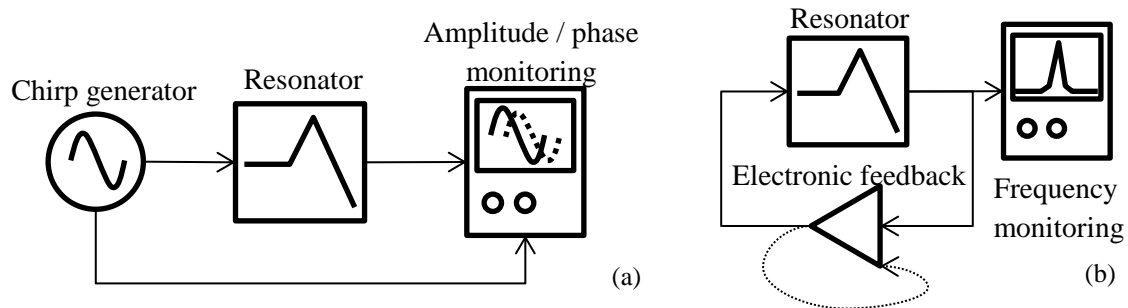 Amplitude / phase
monitoring
Resonator
Chirp generator
(a)
Resonator
Electronic feedback
Frequency
monitoring
(b)